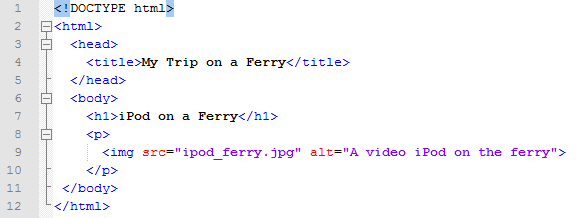 1 <!DOCTYPE html>
2 <html>
3 <head>
4 <title>My Trip on a Ferry</title>
5 </head>
6 <body>
7 <h1>iPod on a Ferry</h1>
8 <p>
9 <img src="ipod_ferry.jpg" alt="A video iPod on the ferry">
10 </p>
11 </body>
12 </html>